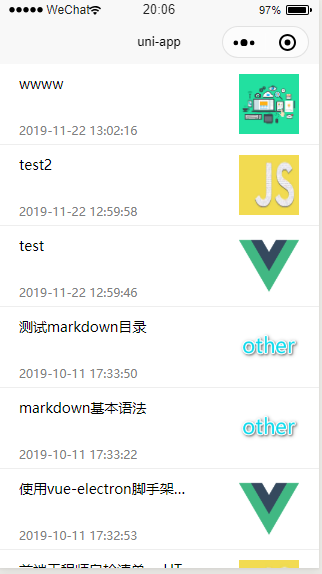 WeChat 20:06 97%
uni-app
wwww
2019-11-22 13:02:16
test2
2019-11-22 12:59:58
JS
test
2019-11-22 12:59:46
测试markdown目录
2019-10-11 17:33:50
other
markdown基本语法
2019-10-11 17:33:22
other
使用vue-electron脚手架...
2019-10-11 17:32:53